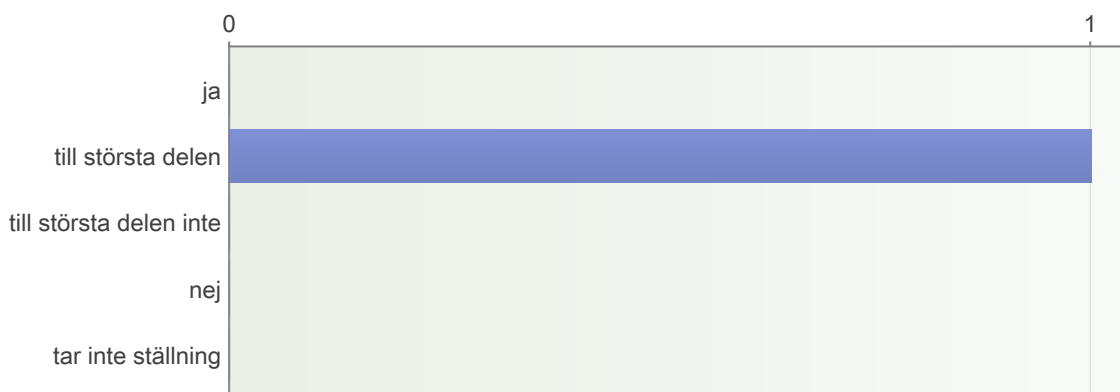 0 1
ja
till största delen
till största delen inte
nej
tar inte ställning